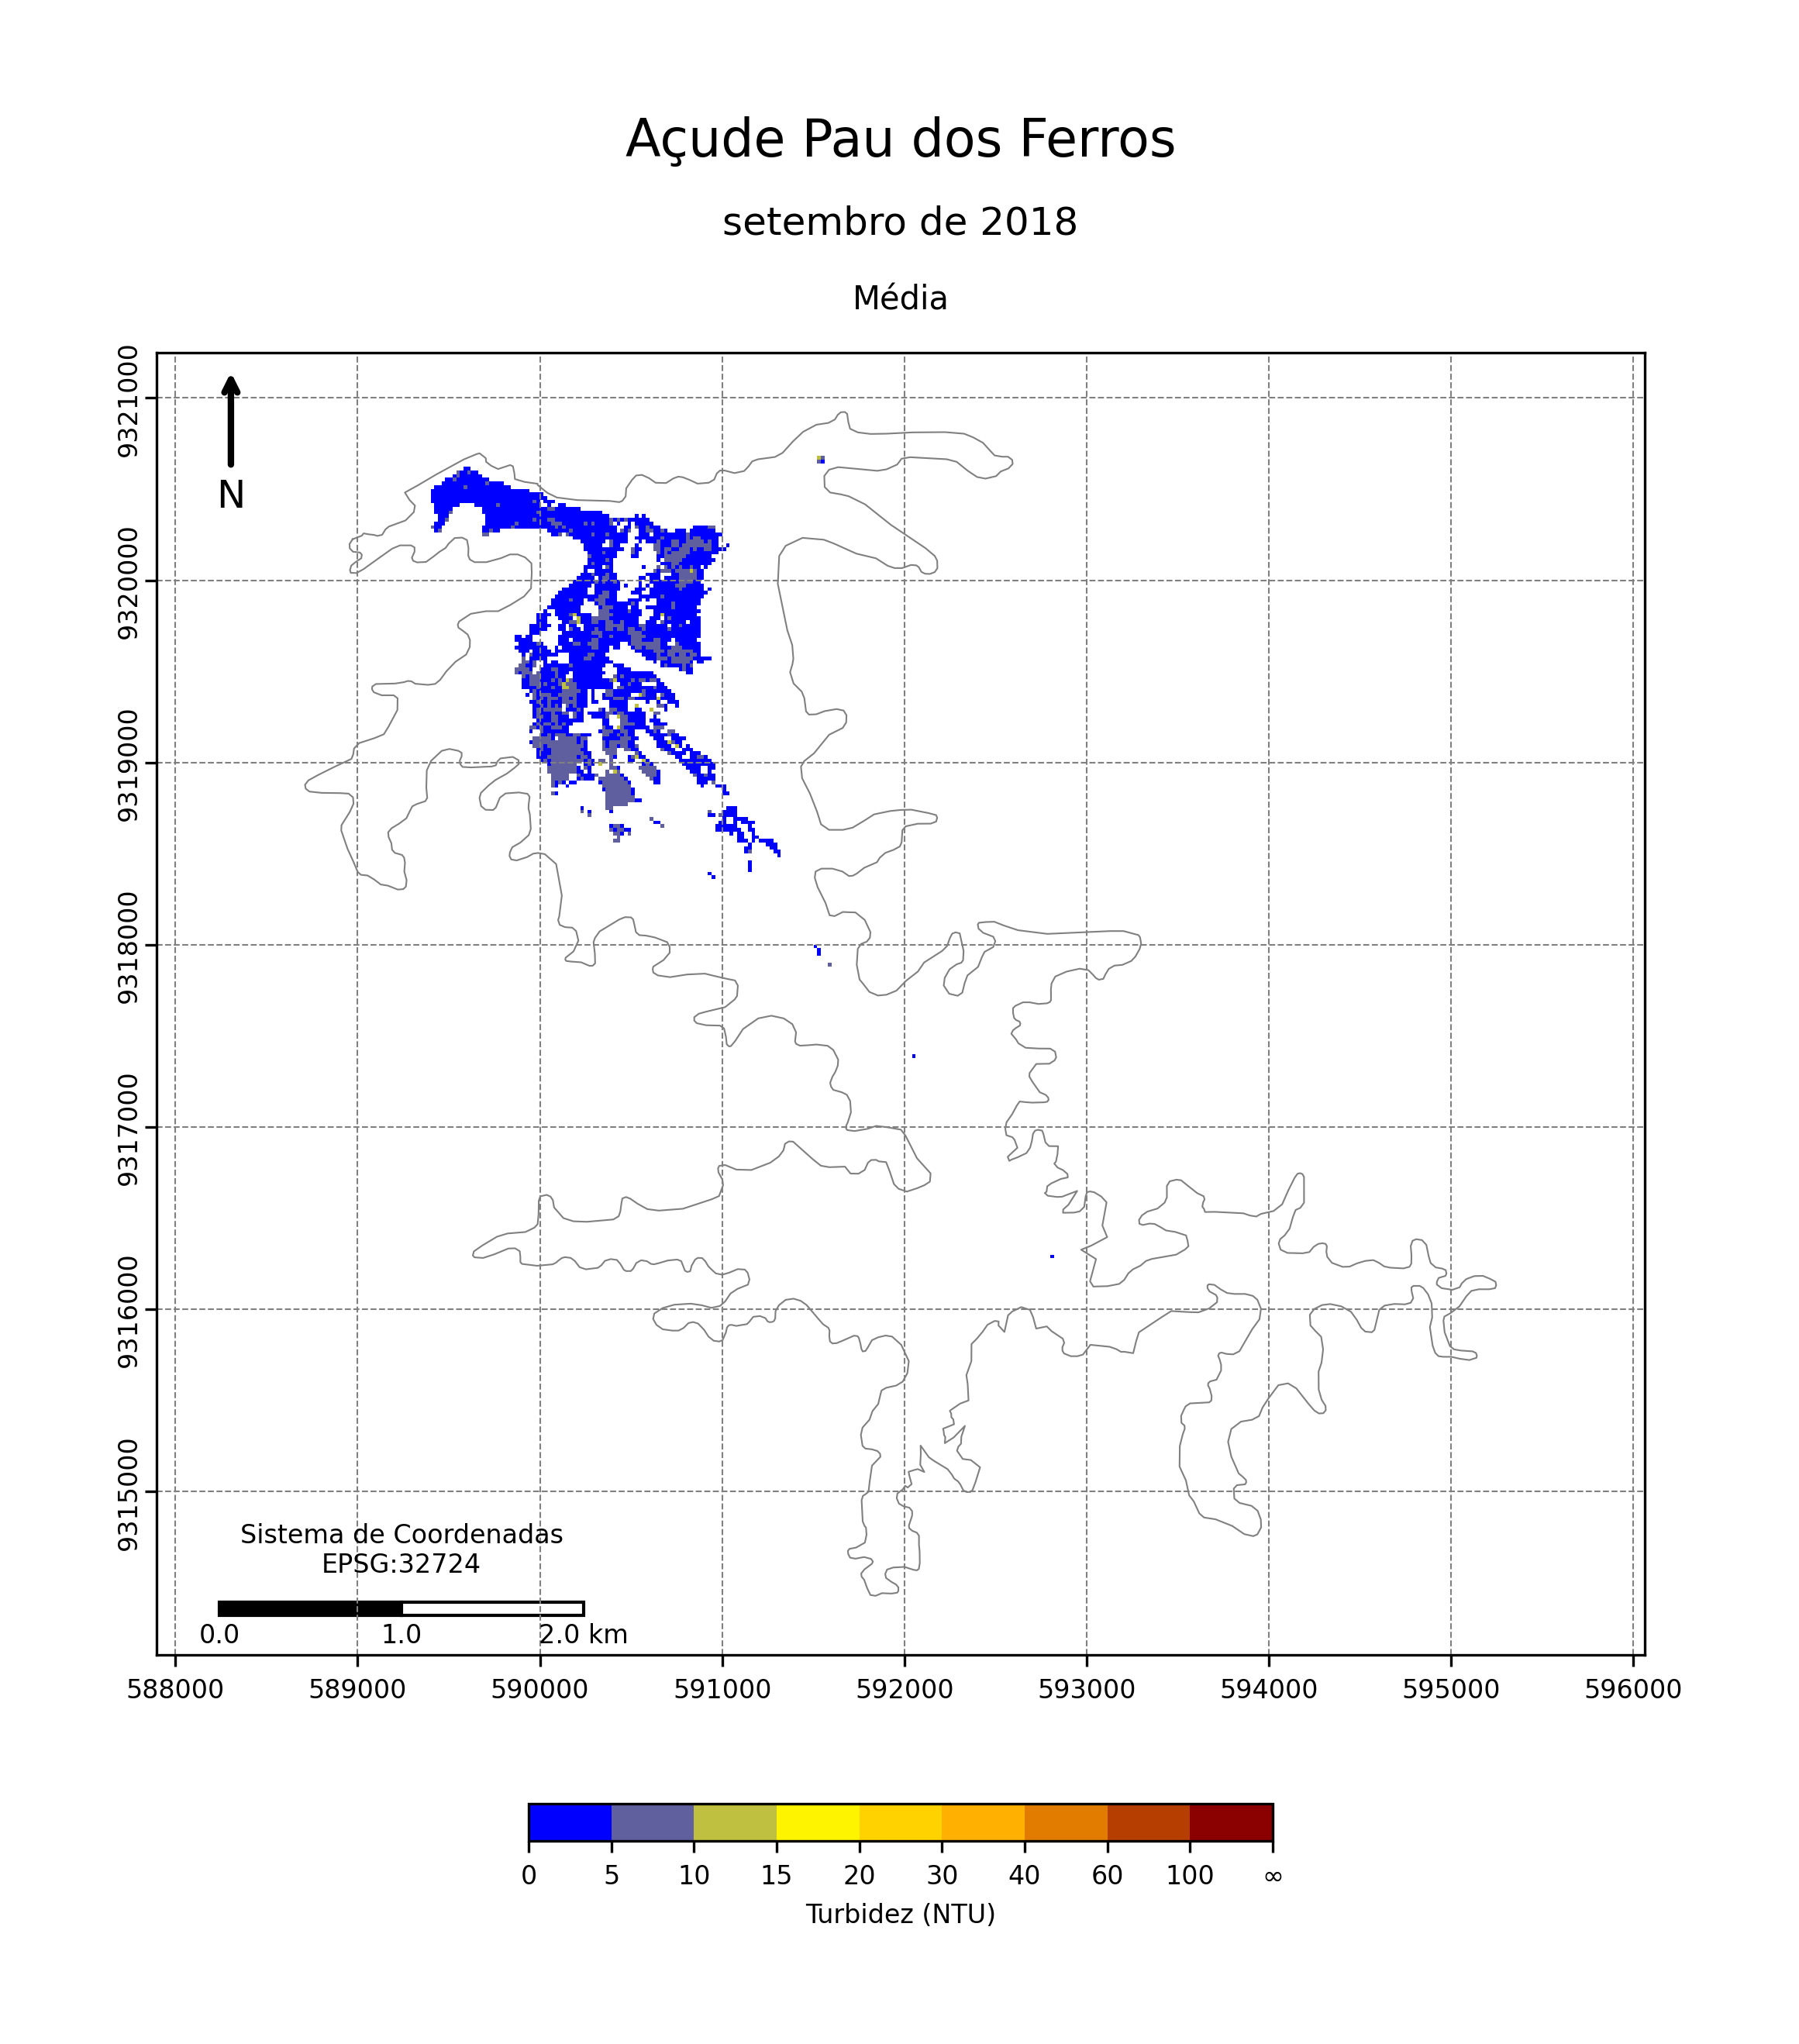 Açude Pau dos Ferros
setembro de 2018
Média
9321000
9320000
9319000
9318000
9317000
9316000
9315000
N
Sistema de Coordenadas
EPSG:32724
0.0 1.0 2.0 km
588000 589000 590000 591000 592000 593000 594000 595000 596000
0 5 10 15 20 30 40 60 100 ∞
Turbidez (NTU)